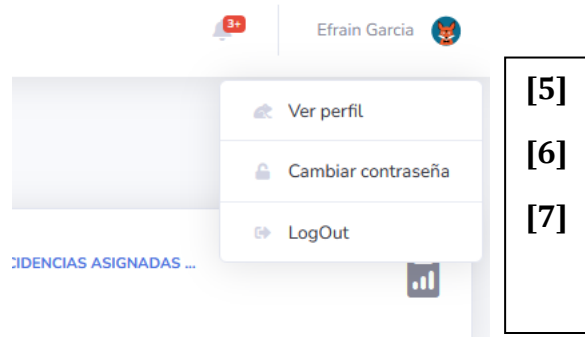 3+
Efrain Garcia
Ver perfil
Cambiar contraseña
LogOut
CIDENCIAS ASIGNADAS ...
[5]
[6]
[7]